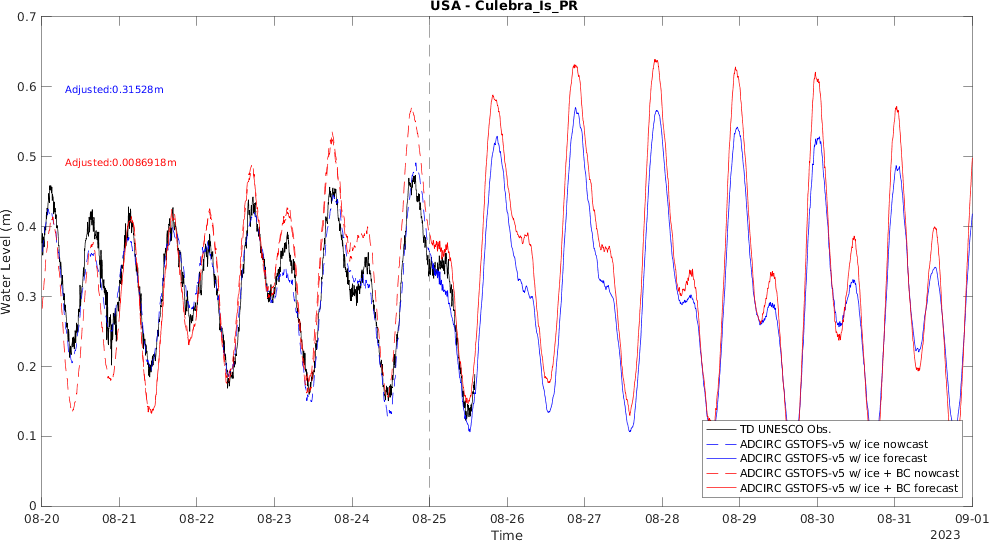 USA - Culebra_Is_PR
0.7
0.6
0.5
0.4
0.3
0.2
0.1
0
Water Level (m)
Adjusted:0.31528m
Adjusted:0.0086918m
TD UNESCO Obs.
ADCIRC GSTOFS-v5 w/ ice nowcast
ADCIRC GSTOFS-v5 w/ ice forecast
ADCIRC GSTOFS-v5 w/ ice + BC nowcast
ADCIRC GSTOFS-v5 w/ ice + BC forecast
08-20 08-21 08-22 08-23 08-24 08-25 08-26 08-27 08-28 08-29 08-30 08-31 09-01
Time
2023